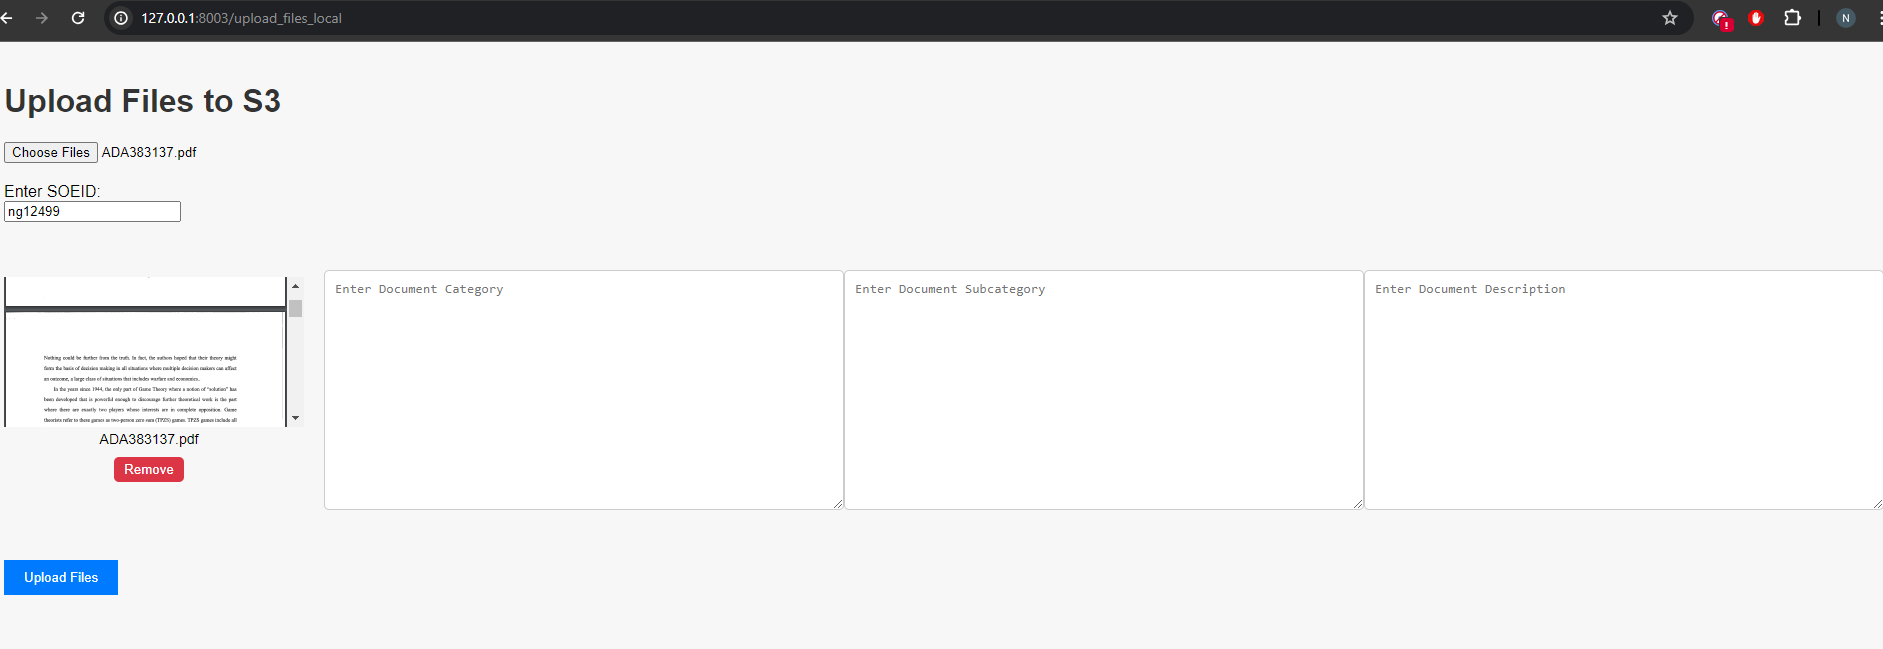 127.0.0.1:8003/upload_files_local
N
Upload Files to S3
Choose Files ADA383137.pdf
Enter SOEID:
ng12499
Enter Document Category
Enter Document Subcategory
Enter Document Description
Nothing could be further from the truth. In fact, the authors hoped that their theory might
form the basis of decision making in all situations where multiple decision makers can affect
an outcome, a large class of situations that includes warfare and economics.
In the years since 1944, the only part of Game Theory where a notion of “solution” has
been developed that is powerful enough to discourage further theoretical work is the part
where there are exactly two players whose interests are in complete opposition. Game
theorists refer to these games as two-person zero sum (TPZS) games. TPZS games include all
ADA383137.pdf
Remove
Upload Files